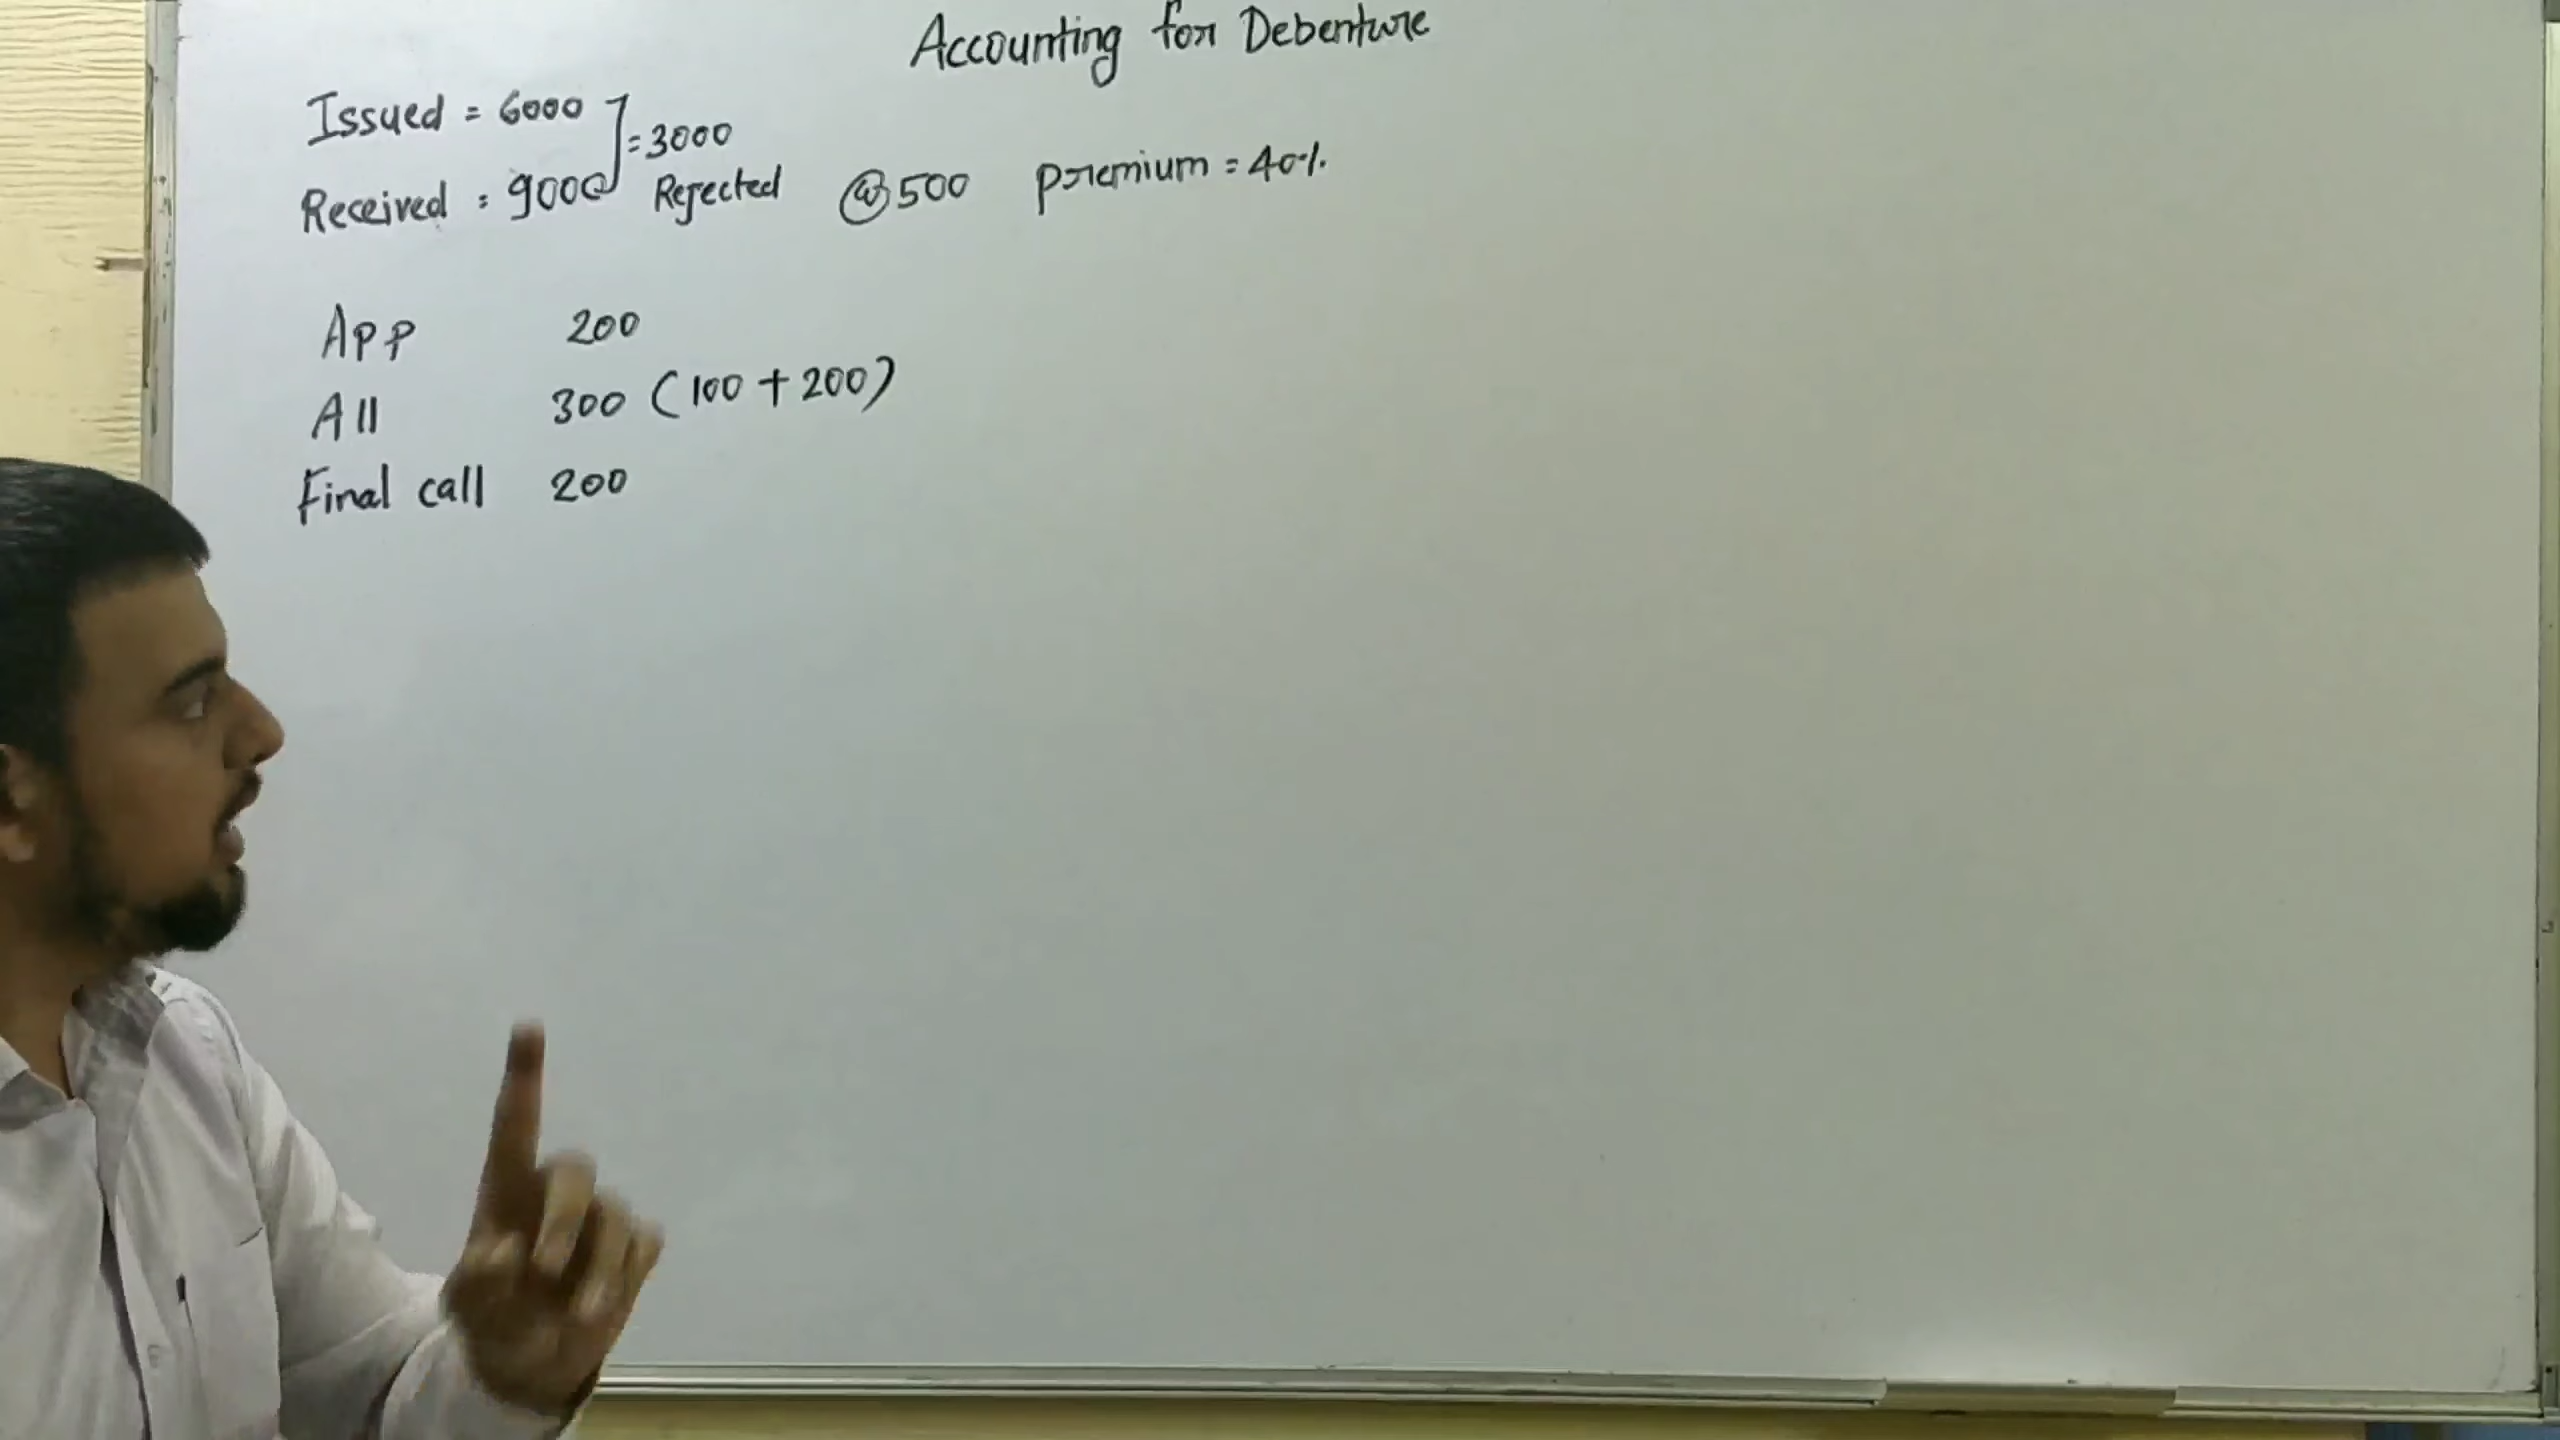 Accounting for Debenture
Issued = 6000
= 3000
Received : 9000 Rejected @ 500 Premium = 40%
App 200
All 300 (100 + 200)
Final call 200